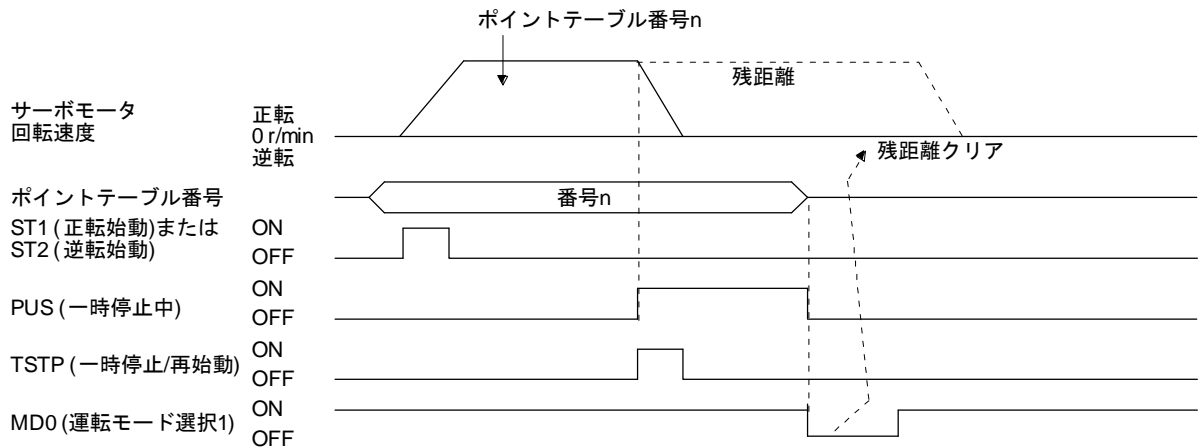 ポイントテーブル番号n
残距離
サーボモータ
回転速度
正転
0 r/min
逆転
残距離クリア
ポイントテーブル番号
番号n
ST1 (正転始動)または
ST2 (逆転始動)
ON
OFF
PUS (一時停止中)
ON
OFF
TSTP (一時停止/再始動)
ON
OFF
MD0 (運転モード選択1)
ON
OFF